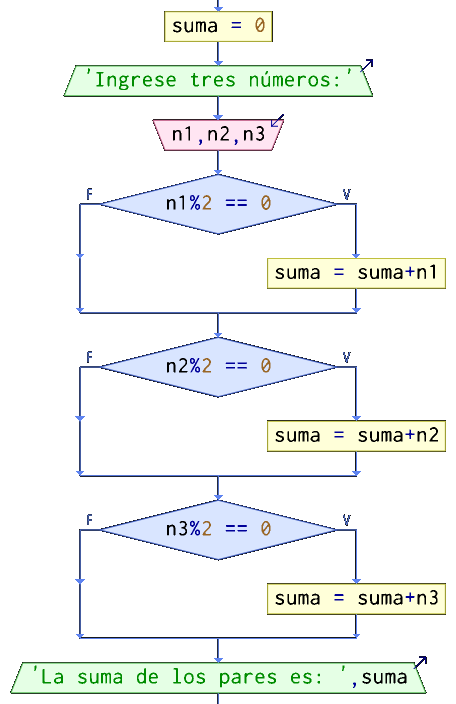 suma = 0
'Ingrese tres números:'
n1,n2,n3
F
n1%2 == 0
V
suma = suma+n1
F
n2%2 == 0
V
suma = suma+n2
F
n3%2 == 0
V
suma = suma+n3
'La suma de los pares es: ',suma